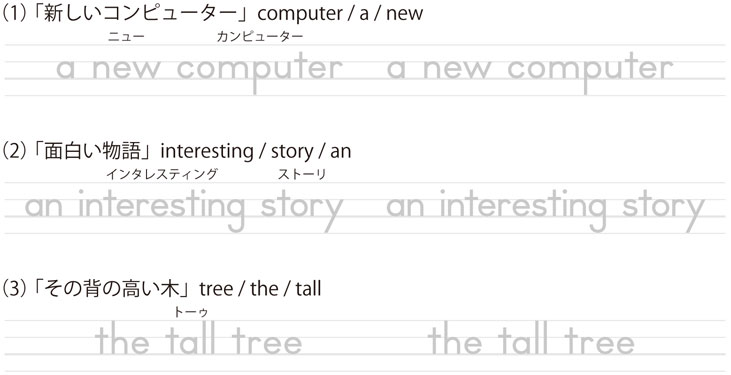 (1)「新しいコンピューター」computer / a / new
ニュー カンピューター
a new computer a new computer
(2)「面白い物語」interesting / story / an
インタレスティング ストーリ
an interesting story an interesting story
(3)「その背の高い木」tree / the / tall
トーゥ
the tall tree the tall tree